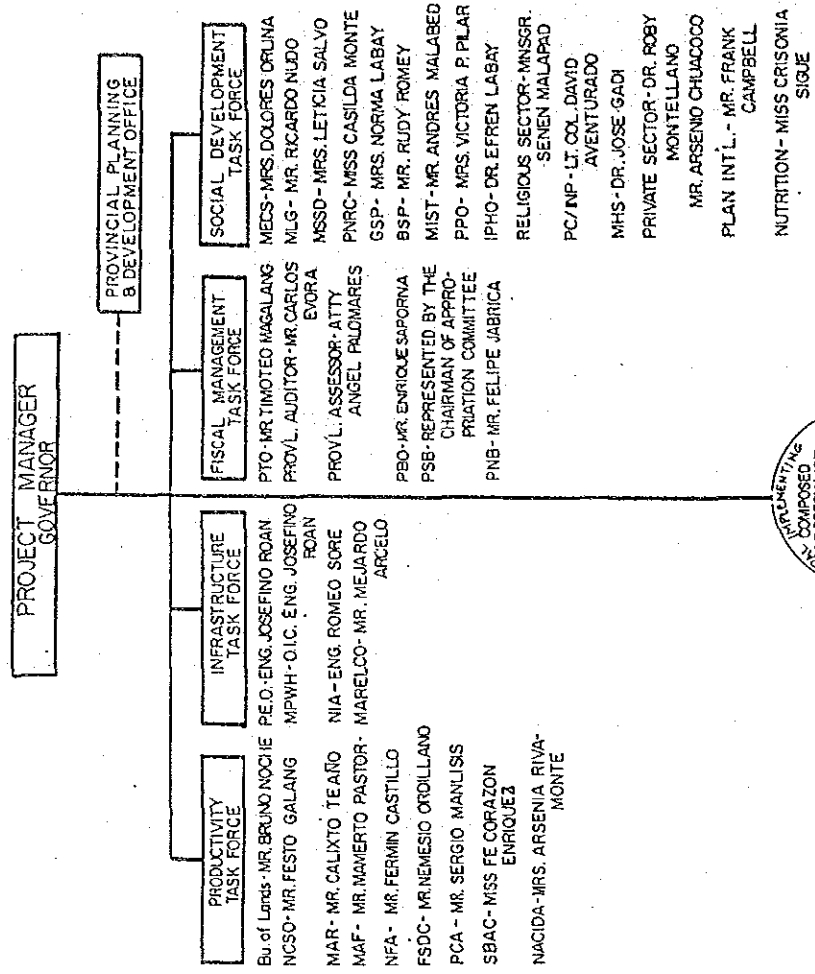 PROJECT MANAGER
GOVERNOR
PROVINCIAL PLANNING
& DEVELOPMENT OFFICE
PRODUCTIVITY
TASK FORCE
Bu. of Lands - MR. BRUNO NOCHE
NCSO - MR. FESTO GALANG
MAR - MR. CALIXTO TEAÑO
MAF - MR. MAMERTO PASTOR-
NFA - MR. FERMIN CASTILLO
FSDC - MR. NEMESIO ORDILLANO
PCA - MR. SERGIO MANLISIS
SBAC - MISS FE CORAZON
ENRIQUEZ
NACIDA - MRS. ARSENIA RIVA-
MONTE
INFRASTRUCTURE
TASK FORCE
P.E.O. - ENG. JOSEFINO ROAN
MPWH - O.I.C. ENG. JOSEFINO
ROAN
NIA - ENG. ROMEO SORE
MARELCO - MR. MEJARDO
ARCELO
FISCAL MANAGEMENT
TASK FORCE
PTO - MR. TIMOTEO MAGALANG
PROV'L. AUDITOR - MR. CARLOS
EVORA
PROV'L. ASSESSOR - ATTY
ANGEL PALOMARES
PBO - MR. ENRIQUE SAPORNA
PSB - REPRESENTED BY THE
CHAIRMAN OF APPRO-
PRIATION COMMITTEE
PNB - MR. FELIPE JABRICA
SOCIAL DEVELOPMENT
TASK FORCE
MECS - MRS. DOLORES ORLINA
MLG - MR. RICARDO NUDO
MSSD - MRS. LETICIA SALVO
PNRC - MISS CASILDA MONTE
GSP - MRS. NORMA LABAY
BSP - MR. RUDY ROMEY
MIST - MR. ANDRES MALABED
PPO - MRS. VICTORIA P. PILAR
IPHO - DR. EFREN LABAY
RELIGIOUS SECTOR - MNSGR.
SENEN MALAPAD
PC/INP - LT. COL. DAVID
AVENTURADO
MHS - DR. JOSE GADI
PRIVATE SECTOR - DR. ROBY
MONTELLANO
MR. ARSENIO CHUACOCO
PLAN INT'L. - MR. FRANK
CAMPBELL
NUTRITION - MISS CRISONIA
SIGUE
IMPLEMENTING
COMPOSED